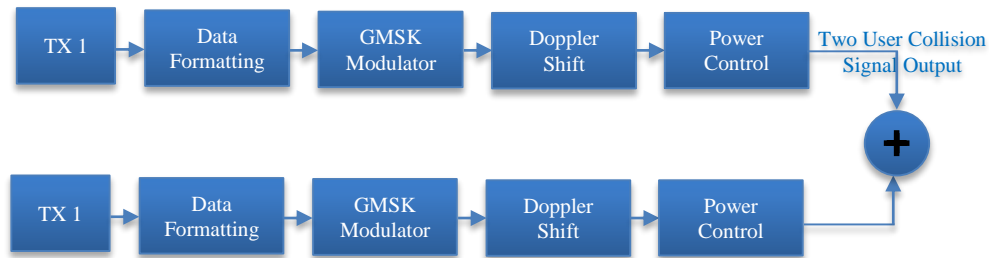 TX 1
Data
Formatting
GMSK
Modulator
Doppler
Shift
Power
Control
Two User Collision
Signal Output
+
TX 1
Data
Formatting
GMSK
Modulator
Doppler
Shift
Power
Control